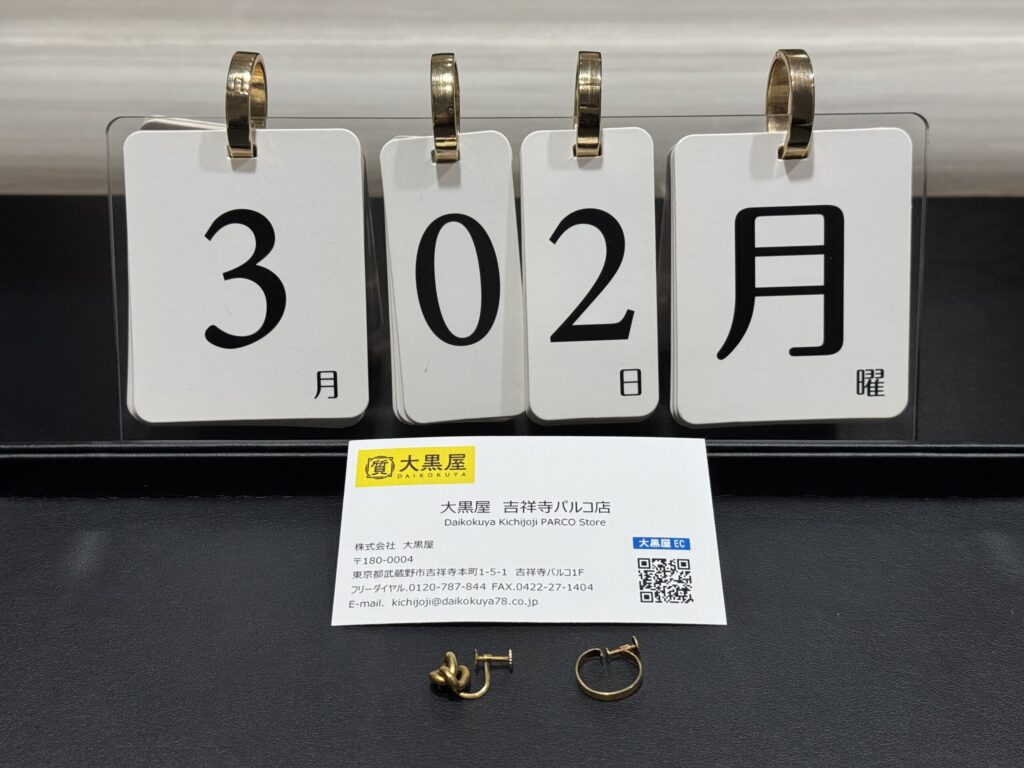 3月
02日
月曜
質 大黒屋
DAIKOKUYA
大黒屋 吉祥寺パルコ店
Daikokuya Kichijoji PARCO Store
株式会社 大黒屋
大黒屋 EC
〒180-0004
東京都武蔵野市吉祥寺本町1-5-1 吉祥寺パルコ1F
フリーダイヤル.0120-787-844 FAX.0422-27-1404
E-mail. kichijoji@daikokuya78.co.jp